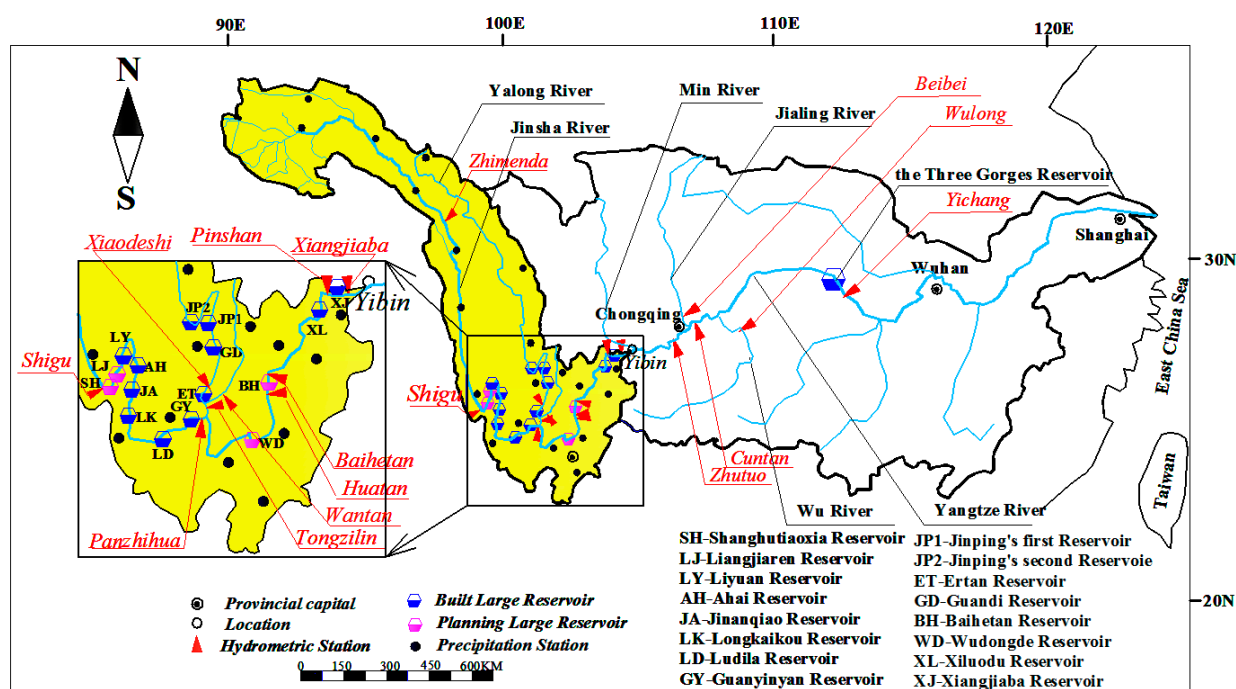 90E
100E
110E
120E
N
S
Yalong River
Min River
Beibei
Jinsha River
Jialing River
Wulong
Zhimenda
the Three Gorges Reservoir
Yichang
Xiaodeshi
Pinshan
Xiangjiaba
Shanghai
30N
Wuhan
XJ
Yibin
Chongqing
JP2
JP1
XL
LY
GD
Yibin
East China Sea
Shigu
LJ
AH
SH
JA
ET
BH
Shigu
LK
GY
LD
WD
Baihetan
Cuntan
Huatan
Zhutuo
Taiwan
Wantan
Panzhihua
Tongzilin
Wu River
Yangtze River
SH-Shanghutiaoxia Reservoir
LJ-Liangjiaren Reservoir
LY-Liyuan Reservoir
AH-Ahai Reservoir
JA-Jinanqiao Reservoir
LK-Longkaikou Reservoir
LD-Ludila Reservoir
GY-Guanyinyan Reservoir
JP1-Jinping's first Reservoir
JP2-Jinping's second Reservoie
ET-Ertan Reservoir
GD-Guandi Reservoir
BH-Baihetan Reservoir
WD-Wudongde Reservoir
XL-Xiluodu Reservoir
XJ-Xiangjiaba Reservoir
20N
Provincial capital
Location
Hydrometric Station
Built Large Reservoir
Planning Large Reservoir
Precipitation Station
0 150 300 450 600KM